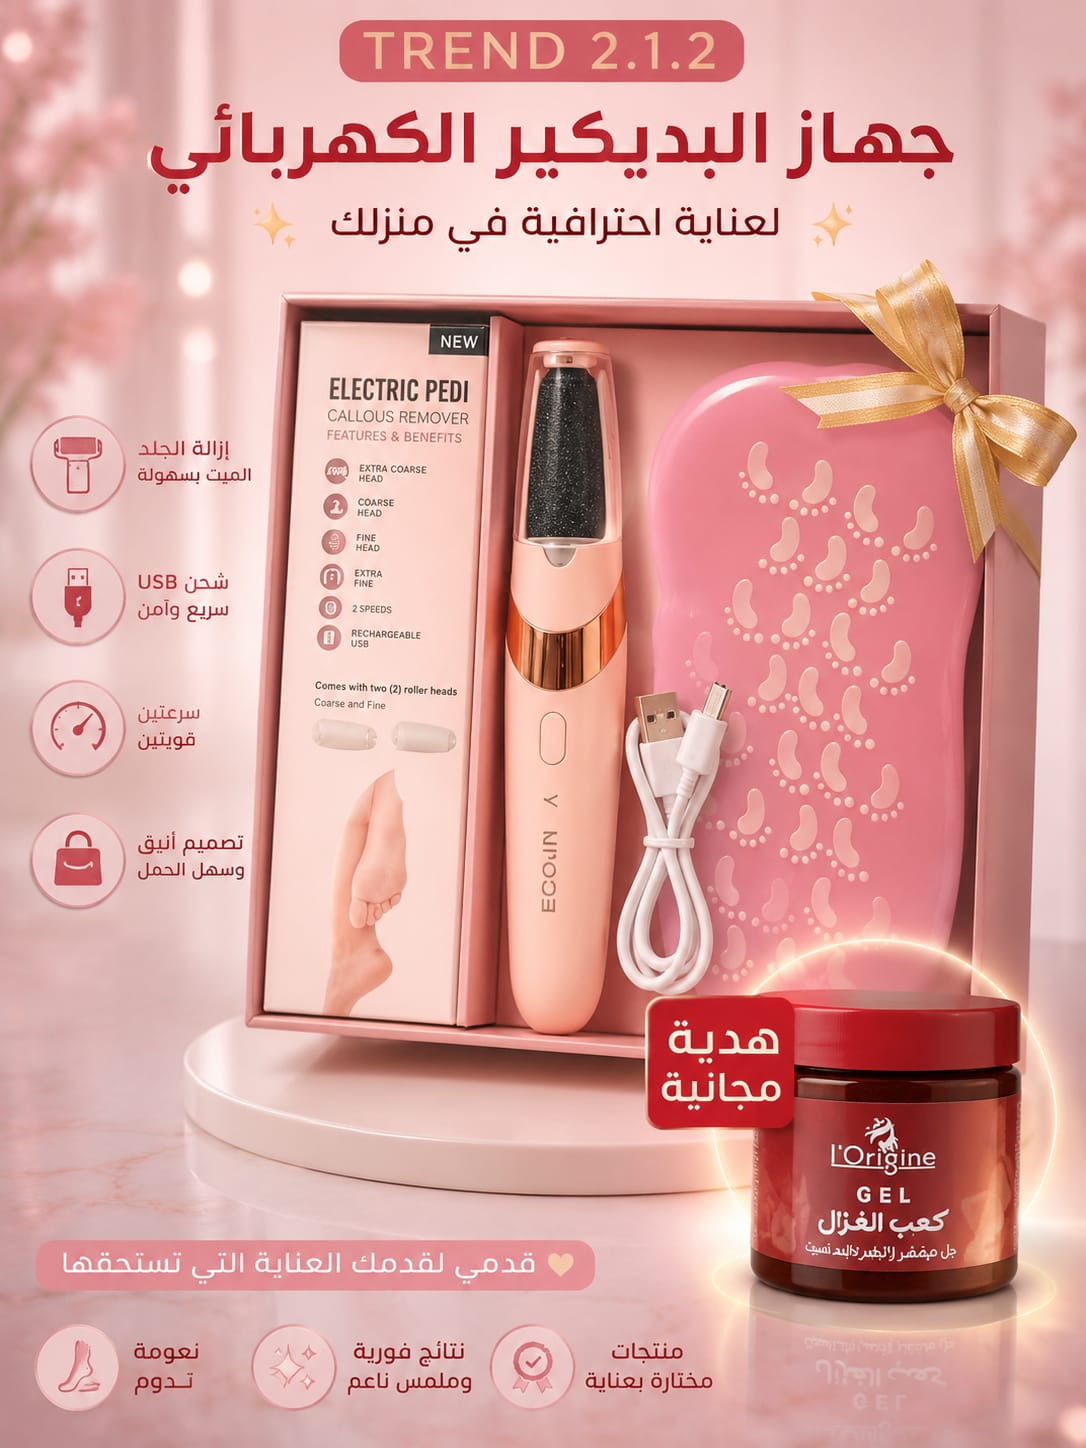 TREND 2.1.2
جهاز البديكير الكهربائي
لعناية احترافية في منزلك
إزالة الجلد
الميت بسهولة
شحن USB
سريع وآمن
سرعتين
قويتين
تصميم أنيق
وسهل الحمل
NEW
ELECTRIC PEDI
CALLOUS REMOVER
FEATURES & BENEFITS
EXTRA COARSE
HEAD
COARSE
HEAD
FINE
HEAD
EXTRA
FINE
2 SPEEDS
RECHARGEABLE
USB
Comes with two (2) roller heads
Coarse and Fine
هدية
مجانية
L'Origine
GEL
كعب الغزال
جل
قدمي لقدمك العناية التي تستحقها
منتجات
مختارة بعناية
نتائج فورية
وملمس ناعم
نعومة
تـدوم